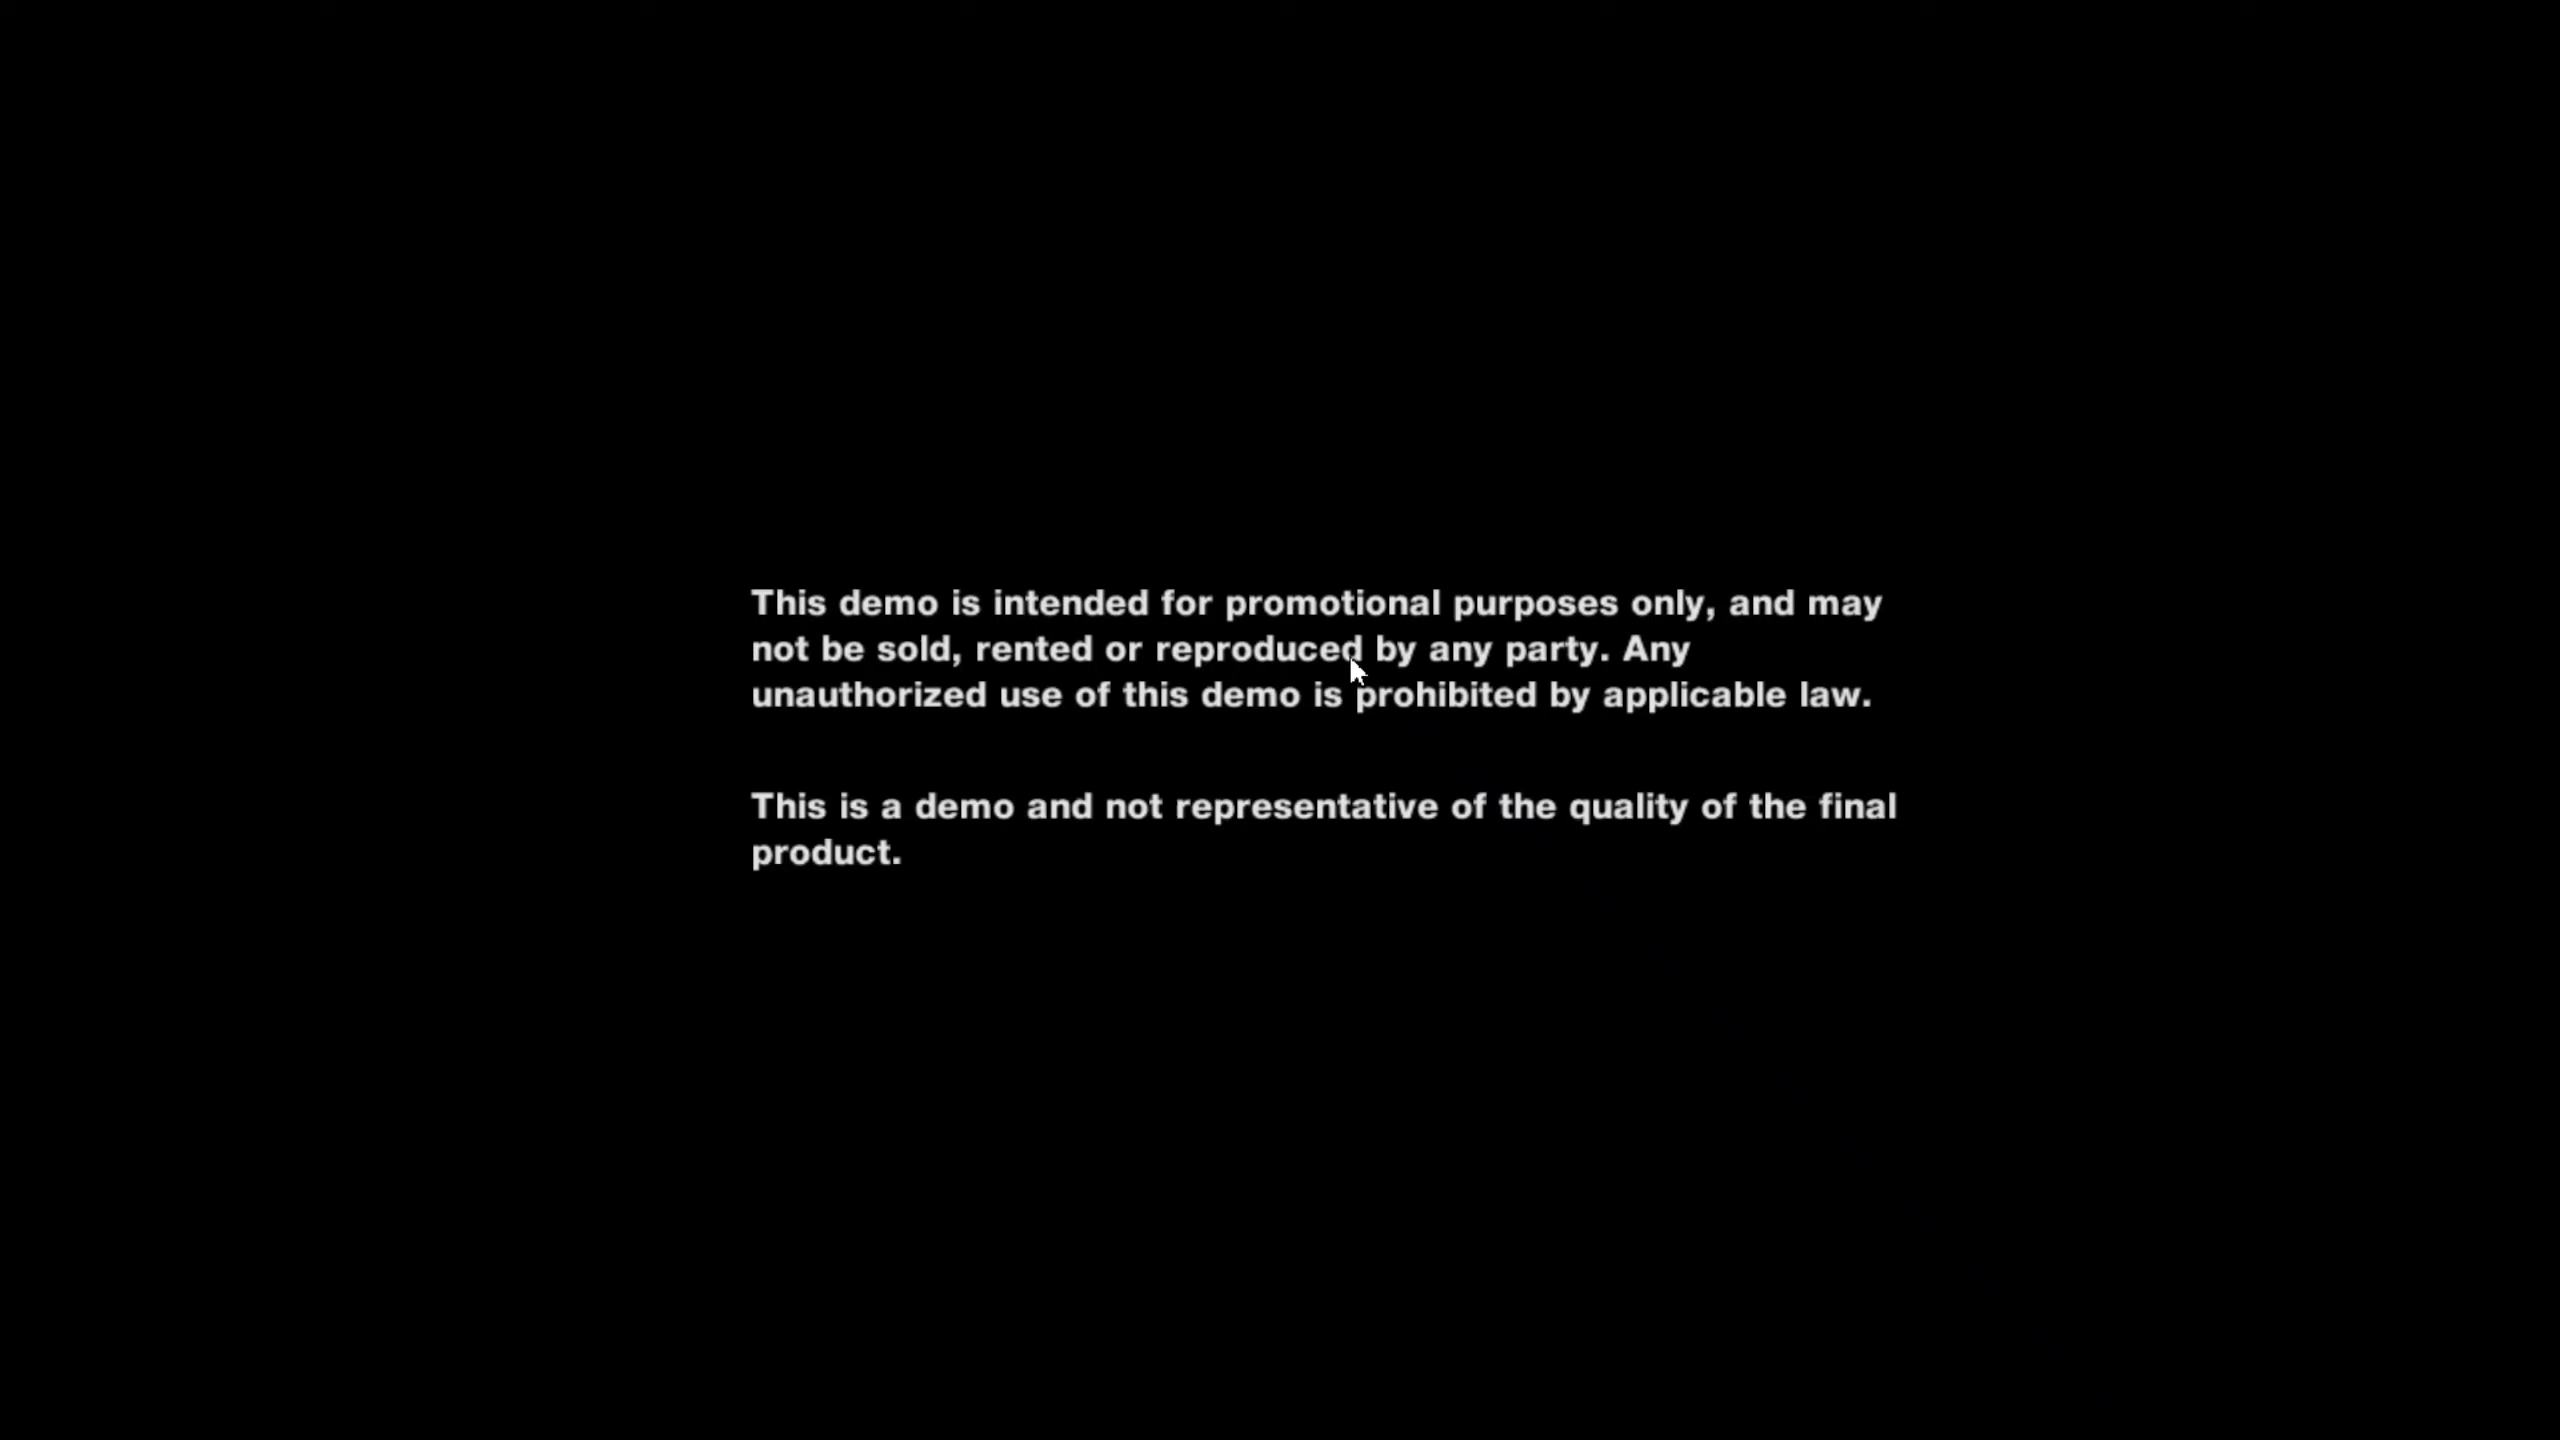 This demo is intended for promotional purposes only, and may
not be sold, rented or reproduced by any party. Any
unauthorized use of this demo is prohibited by applicable law.
This is a demo and not representative of the quality of the final
product.